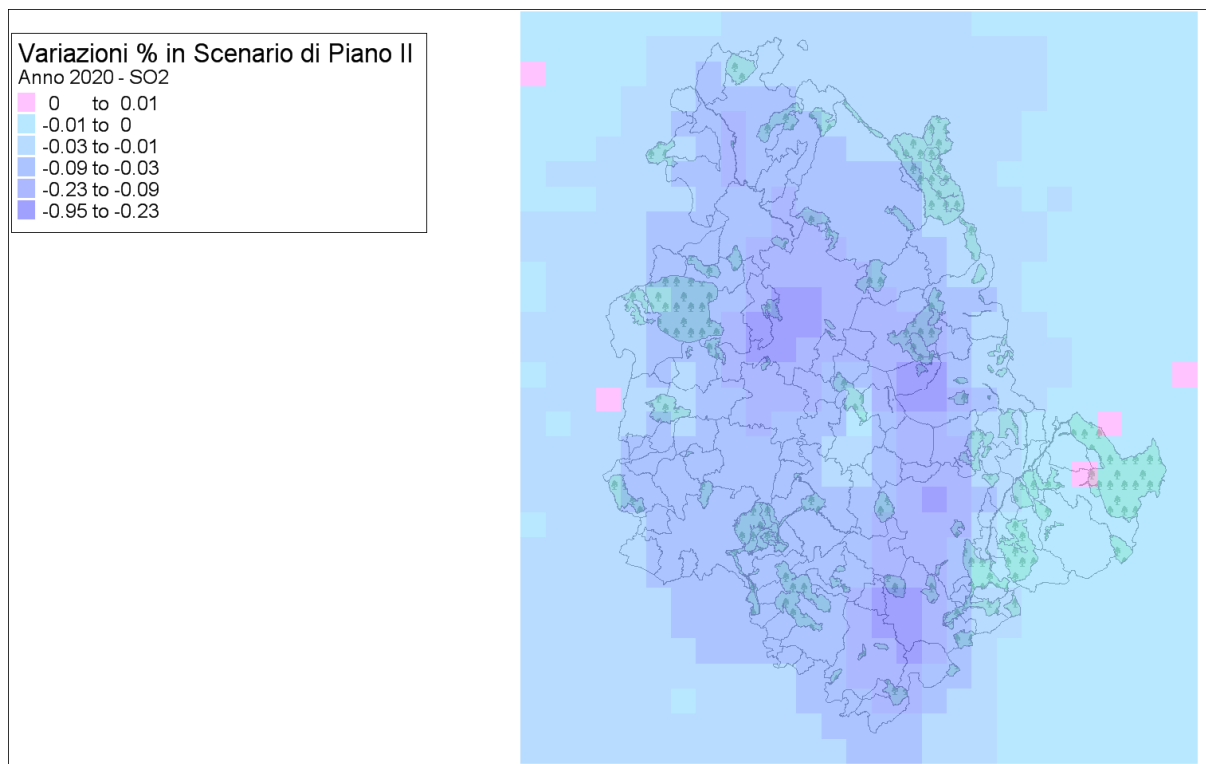 Variazioni % in Scenario di Piano II
Anno 2020 - SO2
0 to 0.01
-0.01 to 0
-0.03 to -0.01
-0.09 to -0.03
-0.23 to -0.09
-0.95 to -0.23